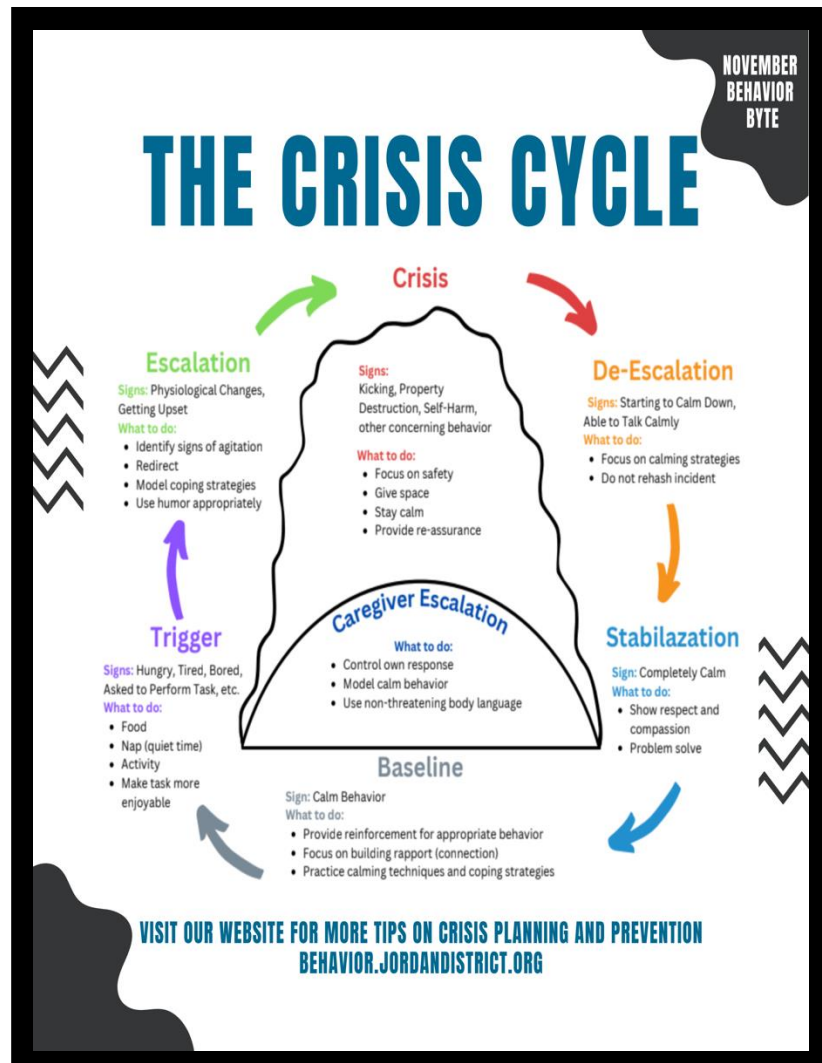 NOVEMBER
BEHAVIOR
BYTE
THE CRISIS CYCLE
Crisis
Signs:
Kicking, Property
Destruction, Self-Harm,
other concerning behavior
What to do:
• Focus on safety
• Give space
• Stay calm
• Provide re-assurance
Escalation
Signs: Physiological Changes,
Getting Upset
What to do:
• Identify signs of agitation
• Redirect
• Model coping strategies
• Use humor appropriately
De-Escalation
Signs: Starting to Calm Down,
Able to Talk Calmly
What to do:
• Focus on calming strategies
• Do not rehash incident
Caregiver Escalation
What to do:
• Control own response
• Model calm behavior
• Use non-threatening body language
Trigger
Signs: Hungry, Tired, Bored,
Asked to Perform Task, etc.
What to do:
• Food
• Nap (quiet time)
• Activity
• Make task more
enjoyable
Stabilazation
Sign: Completely Calm
What to do:
• Show respect and
compassion
• Problem solve
Baseline
Sign: Calm Behavior
What to do:
• Provide reinforcement for appropriate behavior
• Focus on building rapport (connection)
• Practice calming techniques and coping strategies
VISIT OUR WEBSITE FOR MORE TIPS ON CRISIS PLANNING AND PREVENTION
BEHAVIOR.JORDANDISTRICT.ORG